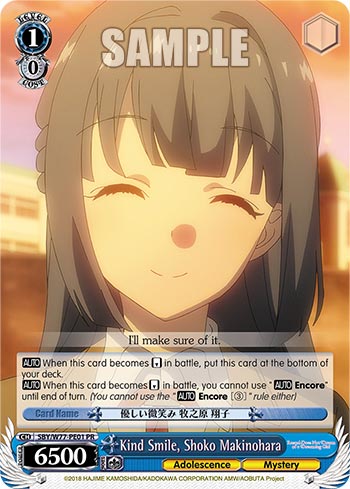 LEVEL
1
0
COST
SAMPLE
I'll make sure of it.
AUTO When this card becomes in battle, put this card at the bottom of
your deck.
AUTO When this card becomes in battle, you cannot use "AUTO Encore"
until end of turn. (You cannot use the "AUTO Encore [③]" rule either)
Card Name 優しい微笑み 牧之原 翔子
CH SBY/W77-PE01 PR
POWER 6500
Kind Smile, Shoko Makinohara
Adolescence Mystery
©2018 HAJIME KAMOSHIDA/KADOKAWA CORPORATION AMW/AOBUTA Project